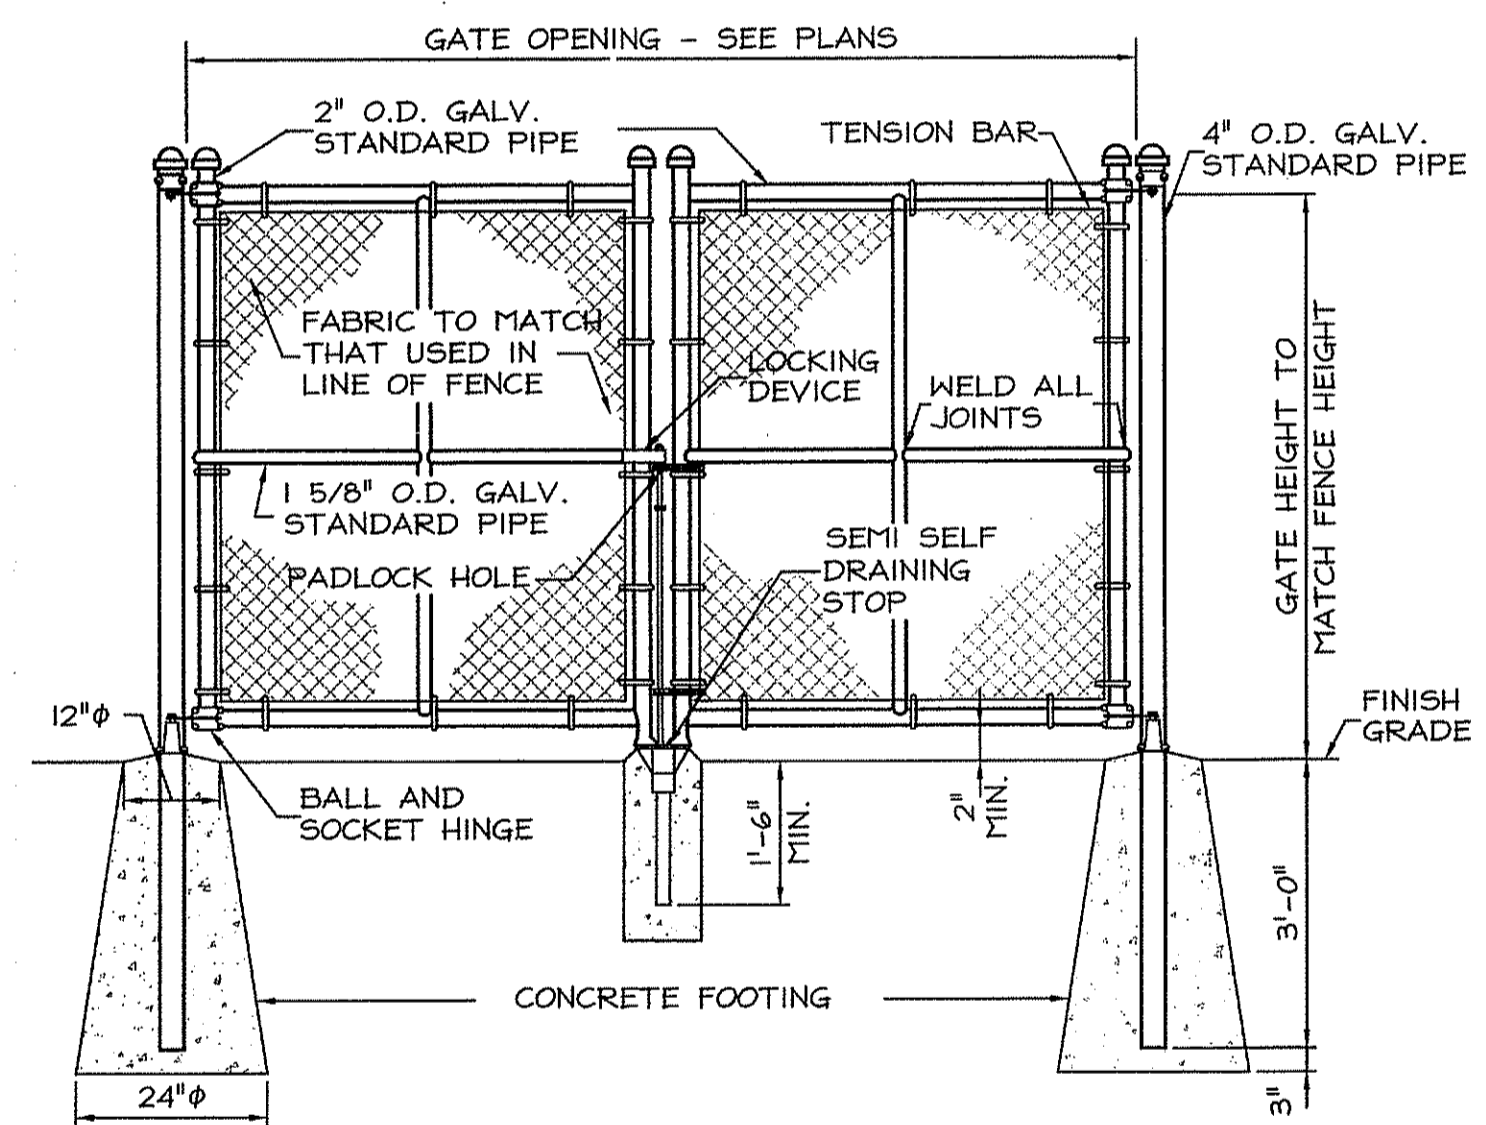 GATE OPENING - SEE PLANS
2" O.D. GALV.
STANDARD PIPE
TENSION BAR
4" O.D. GALV.
STANDARD PIPE
FABRIC TO MATCH
THAT USED IN
LINE OF FENCE
LOCKING
DEVICE
WELD ALL
JOINTS
GATE HEIGHT TO
MATCH FENCE HEIGHT
1 5/8" O.D. GALV.
STANDARD PIPE
PADLOCK HOLE
SEMI SELF
DRAINING
STOP
12"ϕ
FINISH
GRADE
BALL AND
SOCKET HINGE
1'-6"
MIN.
2"
MIN.
3'-0"
CONCRETE FOOTING
24"ϕ
3"